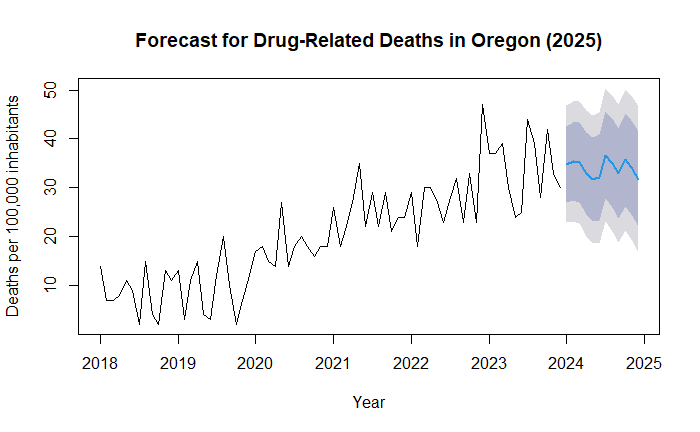 Forecast for Drug-Related Deaths in Oregon (2025)
Deaths per 100,000 inhabitants
50
40
30
20
10
2018 2019 2020 2021 2022 2023 2024 2025
Year